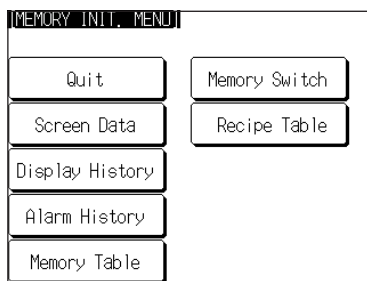 [MEMORY INIT. MENU]
Quit
Memory Switch
Screen Data
Recipe Table
Display History
Alarm History
Memory Table